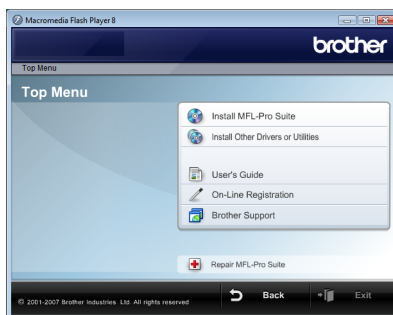 Macromedia Flash Player 8
brother
Top Menu
Top Menu
Install MFL-Pro Suite
Install Other Drivers or Utilities
User's Guide
On-Line Registration
Brother Support
Repair MFL-Pro Suite
© 2001-2007 Brother Industries Ltd. All rights reserved
Back
Exit